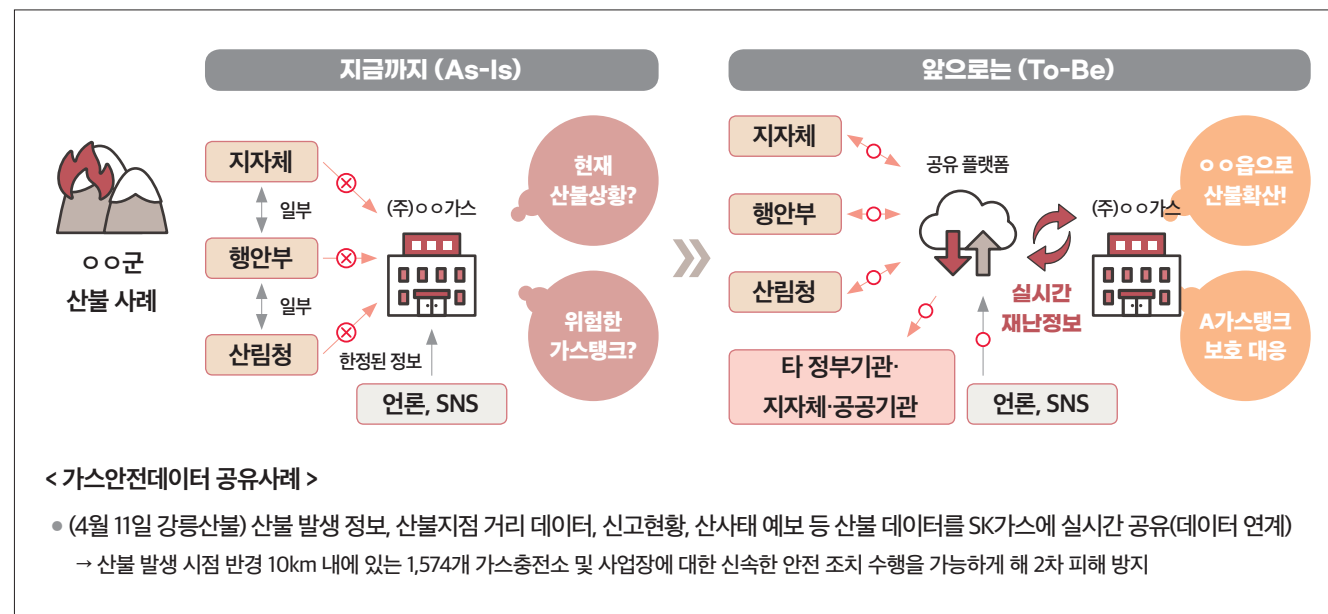 지금까지 (As-Is)
지자체
일부
행안부
일부
산림청
ㅇㅇ군
산불 사례
(주)ㅇㅇ가스
한정된 정보
언론, SNS
현재
산불상황?
위험한
가스탱크?
앞으로는 (To-Be)
지자체
행안부
산림청
타 정부기관·
지자체·공공기관
공유 플랫폼
언론, SNS
실시간
재난정보
(주)ㅇㅇ가스
ㅇㅇ읍으로
산불확산!
A가스탱크
보호 대응
< 가스안전데이터 공유사례 >
● (4월 11일 강릉산불) 산불 발생 정보, 산불지점 거리 데이터, 신고현황, 산사태 예보 등 산불 데이터를 SK가스에 실시간 공유(데이터 연계)
→ 산불 발생 시점 반경 10km 내에 있는 1,574개 가스충전소 및 사업장에 대한 신속한 안전 조치 수행을 가능하게 해 2차 피해 방지